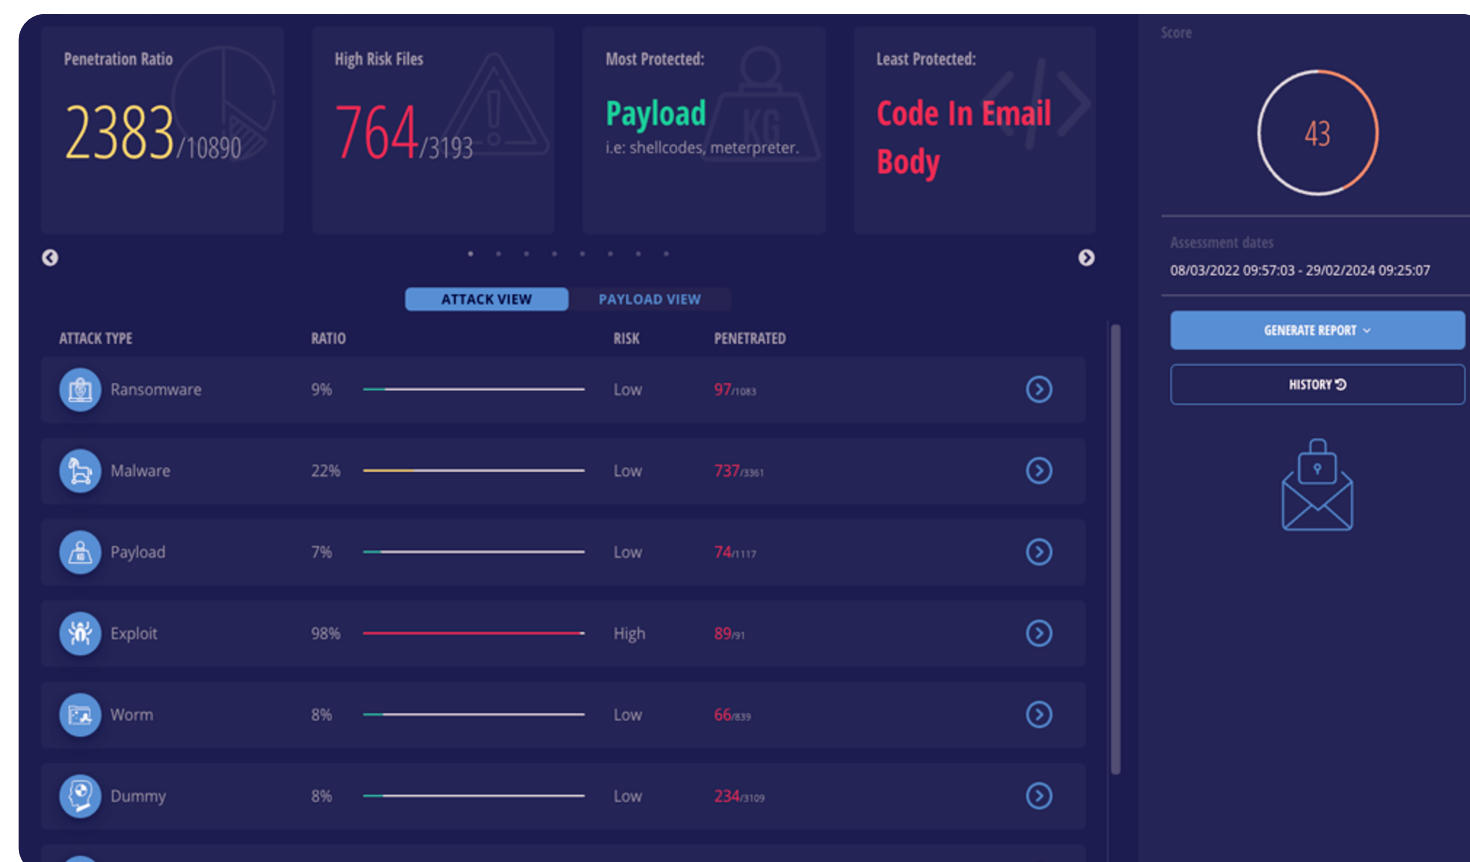 Penetration Ratio
2383/10890
High Risk Files
764/3193
Most Protected:
Payload
i.e: shellcodes, meterpreter.
KG
Least Protected:
Code In Email
Body
Score
43
Assessment dates
08/03/2022 09:57:03 - 29/02/2024 09:25:07
GENERATE REPORT
HISTORY
ATTACK VIEW PAYLOAD VIEW
ATTACK TYPE RATIO RISK PENETRATED
Ransomware 9% Low 97/1083
Malware 22% Low 737/3361
Payload 7% Low 74/1117
Exploit 98% High 89/91
Worm 8% Low 66/839
Dummy 8% Low 234/3109